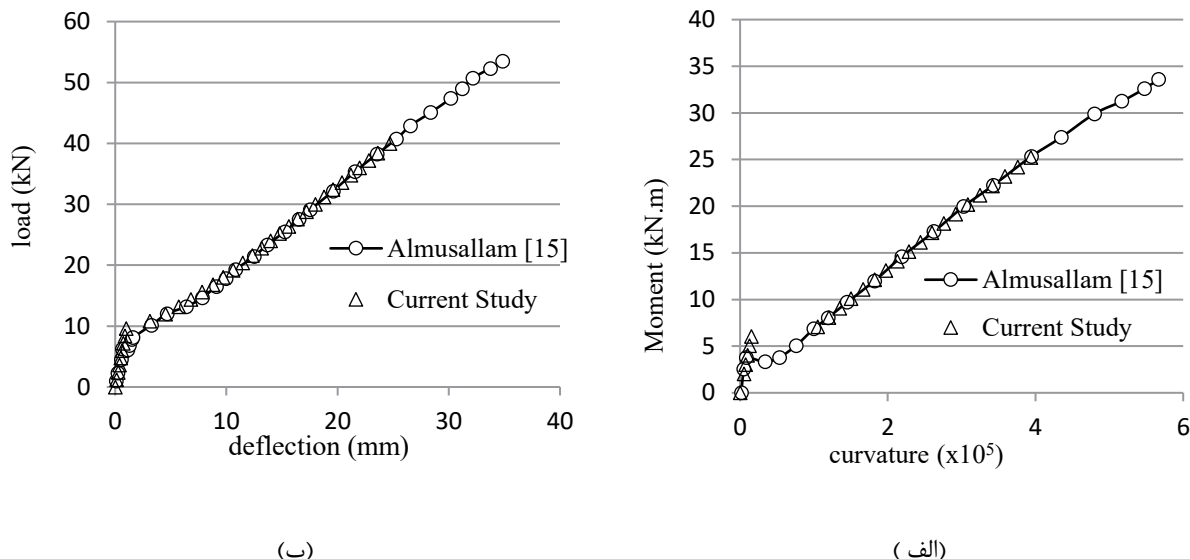 60
50
40
30
20
10
0
0 10 20 30 40
load (kN)
deflection (mm)
Almusallam [15]
Current Study
(ب)
40
35
30
25
20
15
10
5
0
0 2 4 6
Moment (kN.m)
curvature (x10⁵)
Almusallam [15]
Current Study
(الف )